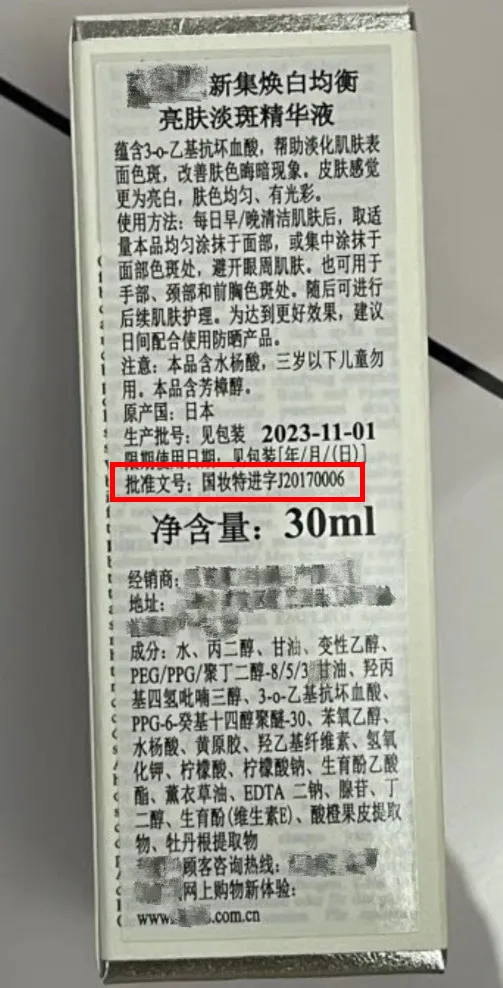 新集焕白均衡
亮肤淡斑精华液
蕴含3-o-乙基抗坏血酸，帮助淡化肌肤表
面色斑，改善肤色晦暗现象。皮肤感觉
更为亮白，肤色均匀、有光彩。
使用方法：每日早/晚清洁肌肤后，取适
量本品均匀涂抹于面部，或集中涂抹于
面部色斑处，避开眼周肌肤。也可用于
手部、颈部和前胸色斑处。随后可进行
后续肌肤护理。为达到更好效果，建议
日间配合使用防晒产品。
注意：本品含水杨酸，三岁以下儿童勿
用。本品含芳樟醇。
原产国：日本
生产批号：见包装 2023-11-01
限期使用日期：见包装[年/月/(日)]
批准文号：国妆特进字J20170006
净含量：30ml
经销商：
地址：
成分：水、丙二醇、甘油、变性乙醇、
PEG/PPG/聚丁二醇-8/5/3甘油、羟丙
基四氢吡喃三醇、3-o-乙基抗坏血酸、
PPG-6-癸基十四醇聚醚-30、苯氧乙醇、
水杨酸、黄原胶、羟乙基纤维素、氢氧
化钾、柠檬酸、柠檬酸钠、生育酚乙酸
酯、薰衣草油、EDTA 二钠、腺苷、丁
二醇、生育酚(维生素E)、酸橙果皮提取
物、牡丹根提取物
顾客咨询热线：
网上购物新体验：
www.    .com.cn